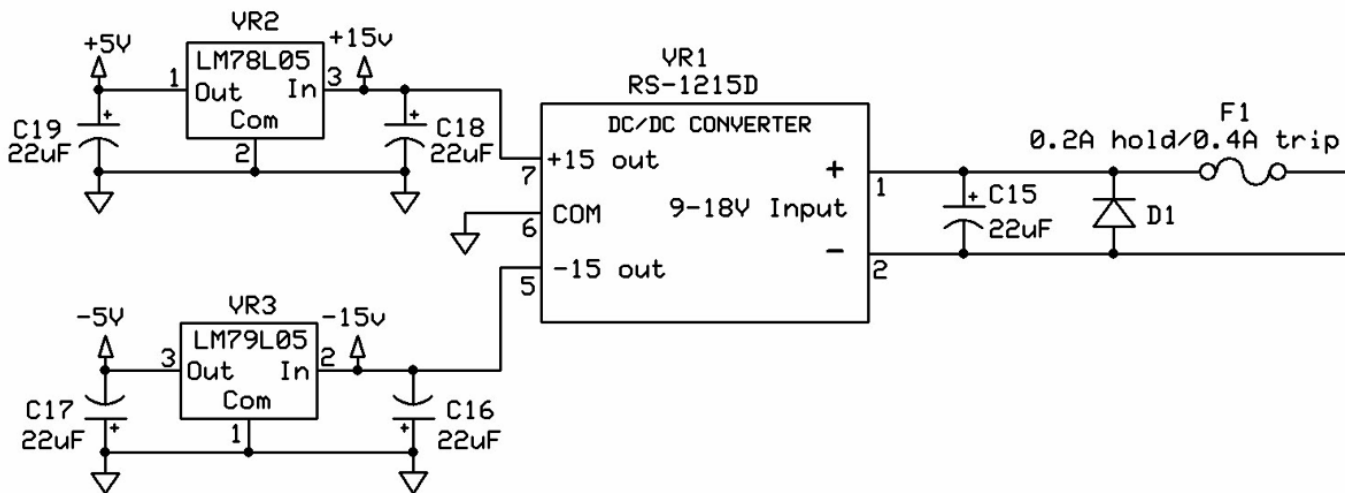 +5V
VR2
LM78L05
1
Out
In
3
Com
2
+15v
C19
22uF
+
C18
22uF
+
VR1
RS-1215D
DC/DC CONVERTER
+15 out
7
COM
6
-15 out
5
9-18V Input
+
1
-
2
C15
22uF
+
D1
F1
0.2A hold/0.4A trip
-5V
VR3
LM79L05
3
Out
In
2
Com
1
-15v
C17
22uF
+
C16
22uF
+